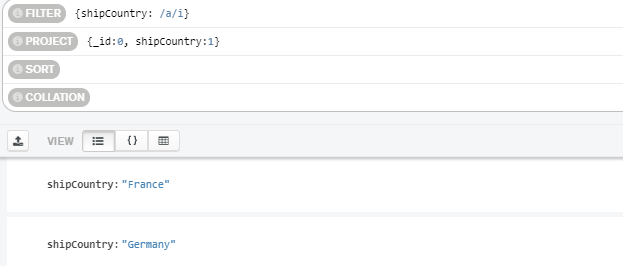 FILTER {shipCountry: /a/i}
PROJECT {_id:0, shipCountry:1}
SORT
COLLATION
VIEW {}
shipCountry: "France"
shipCountry: "Germany"